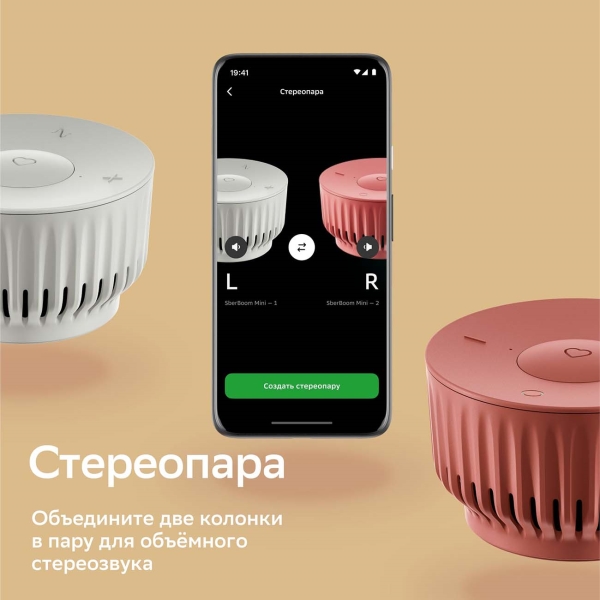 19:41
Стереопара
L
R
SberBoom Mini – 1
SberBoom Mini – 2
Создать стереопару
Стереопара
Объедините две колонки
в пару для объёмного
стереозвука